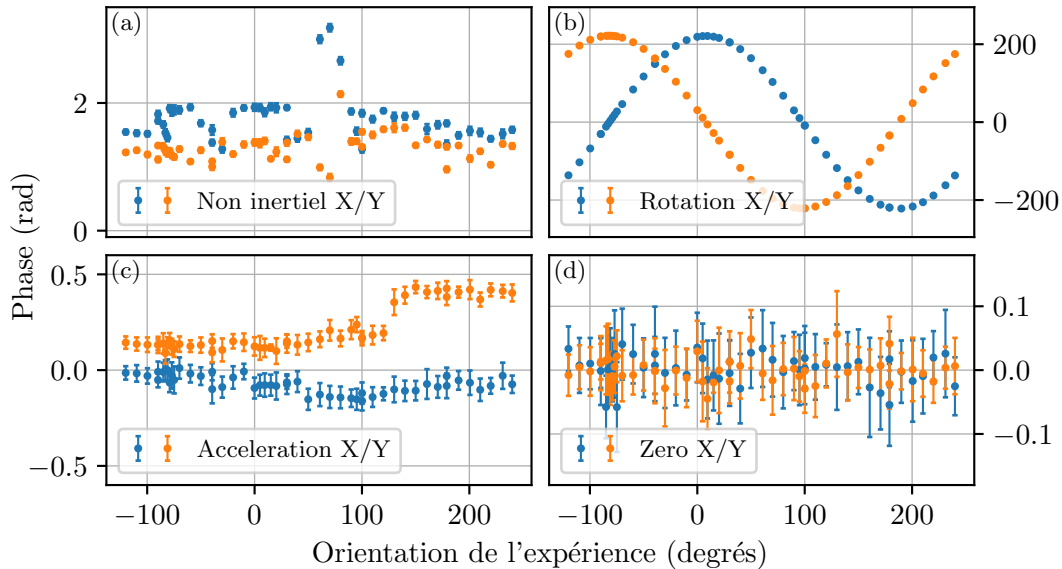 (a)
2
0
Non inertiel X/Y
(b)
200
0
−200
Rotation X/Y
Phase (rad)
(c)
0.5
0.0
−0.5
Acceleration X/Y
−100 0 100 200
(d)
0.1
0.0
−0.1
Zero X/Y
−100 0 100 200
Orientation de l'expérience (degrés)